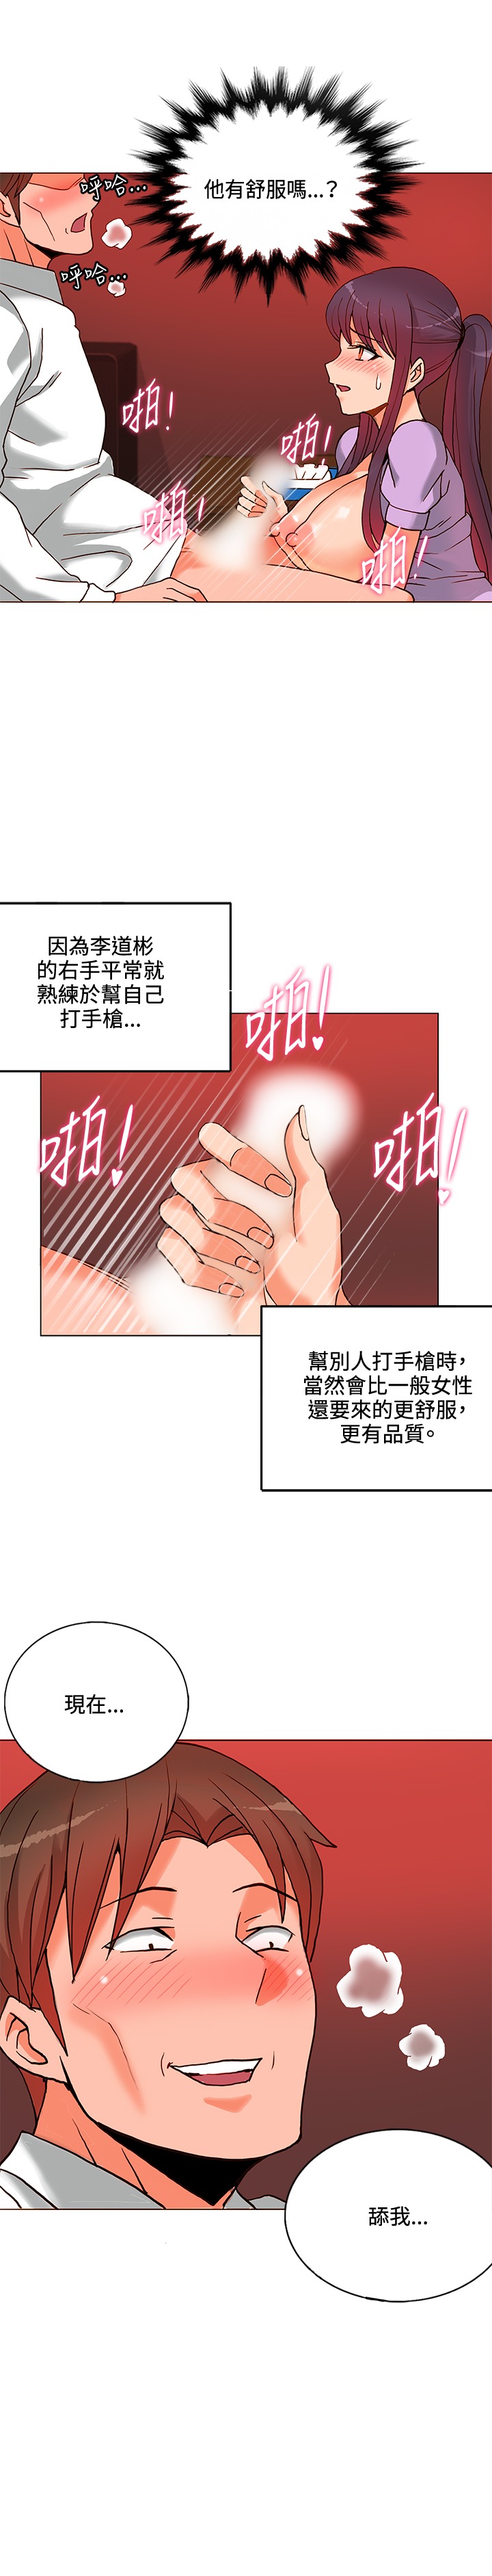 呼哈…
他有舒服嗎…?
呼哈…
啪!
啪!
啪!
啪!
因為李道彬
的右手平常就
熟練於幫自己
打手槍…
啪!
啪!
啪!
幫別人打手槍時,
當然會比一般女性
還要來的更舒服,
更有品質。
現在…
舔我…